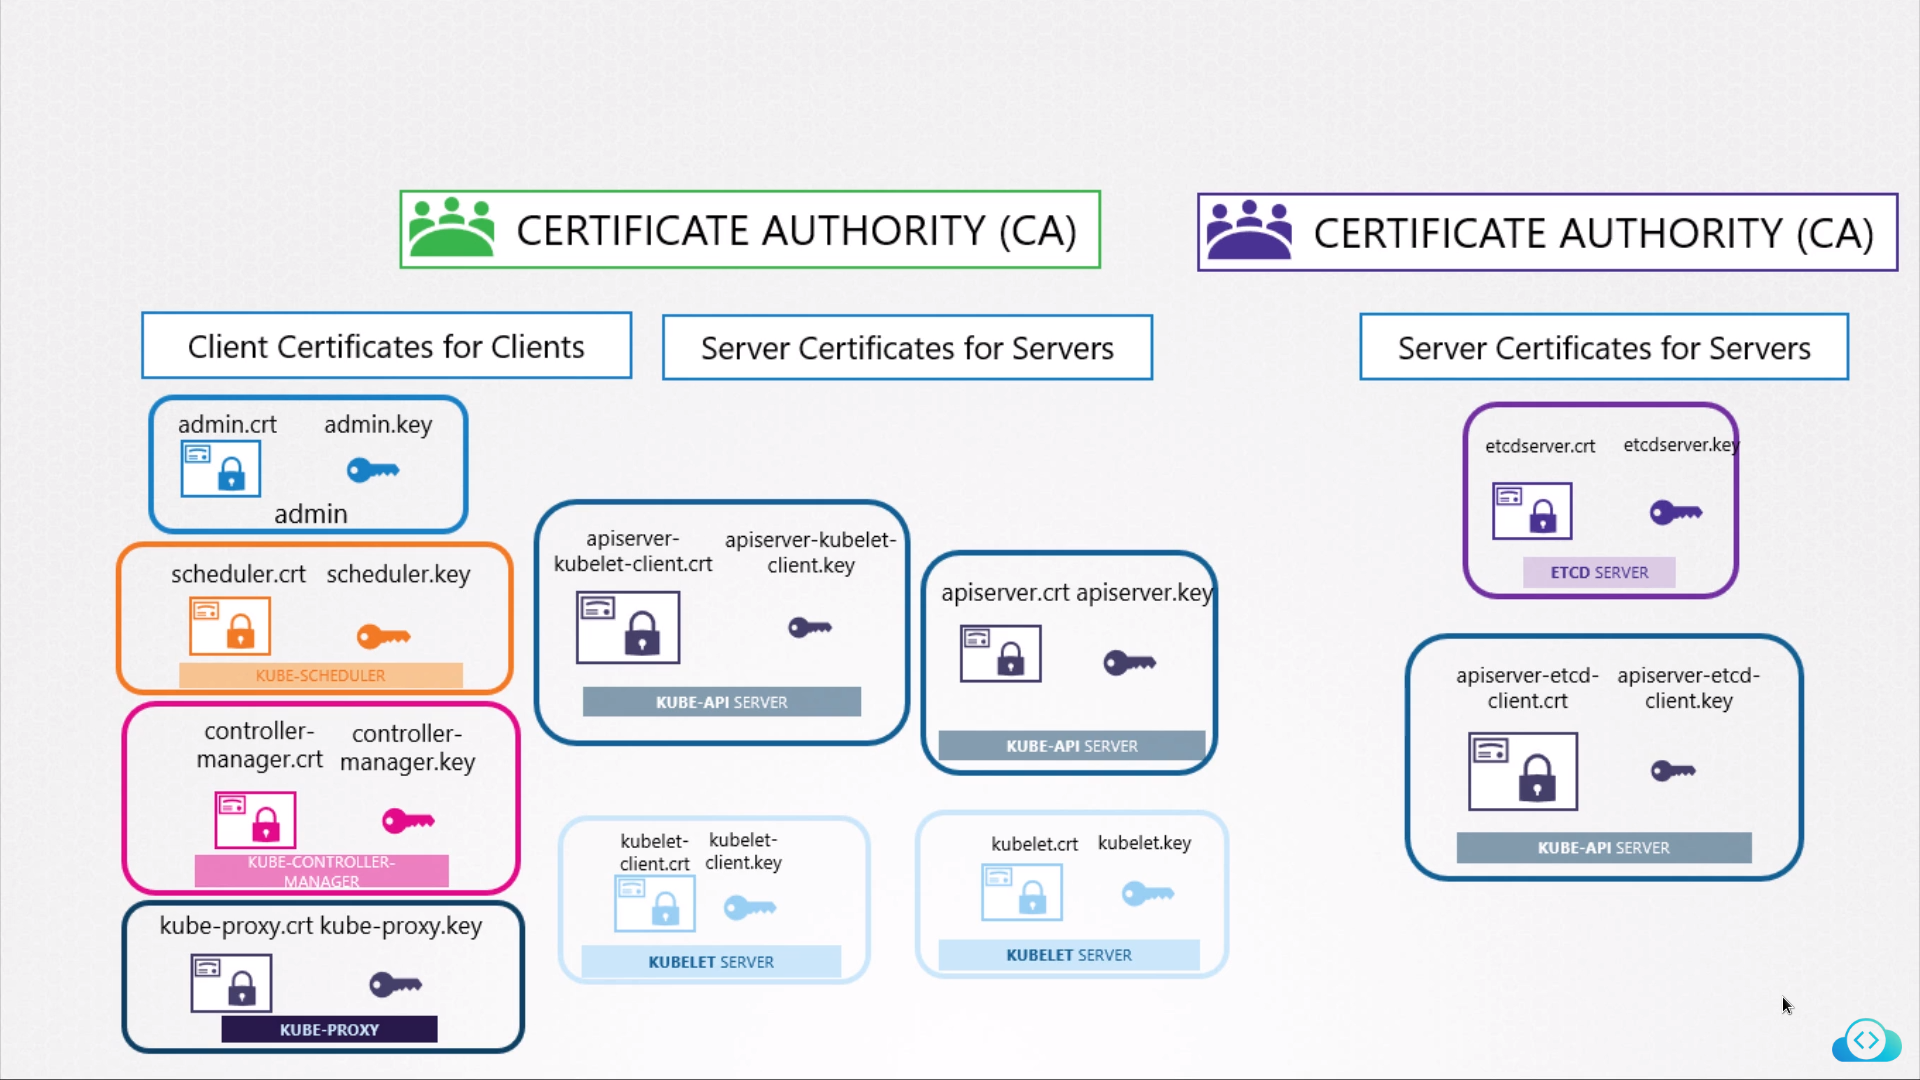 CERTIFICATE AUTHORITY (CA)
CERTIFICATE AUTHORITY (CA)
Client Certificates for Clients
Server Certificates for Servers
Server Certificates for Servers
admin.crt
admin.key
admin
scheduler.crt
scheduler.key
KUBE-SCHEDULER
controller-
manager.crt
controller-
manager.key
KUBE-CONTROLLER-
MANAGER
kube-proxy.crt kube-proxy.key
KUBE-PROXY
apiserver-
kubelet-client.crt
apiserver-kubelet-
client.key
KUBE-API SERVER
kubelet-
client.crt
kubelet-
client.key
KUBELET SERVER
apiserver.crt apiserver.key
KUBE-API SERVER
kubelet.crt
kubelet.key
KUBELET SERVER
etcdserver.crt
etcdserver.key
ETCD SERVER
apiserver-etcd-
client.crt
apiserver-etcd-
client.key
KUBE-API SERVER